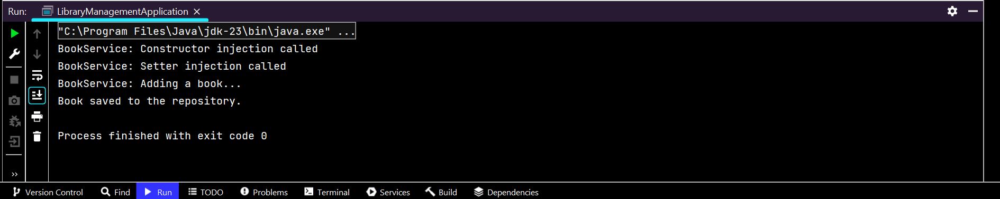 Run: LibraryManagementApplication ×
"C:\Program Files\Java\jdk-23\bin\java.exe" ...
BookService: Constructor injection called
BookService: Setter injection called
BookService: Adding a book...
Book saved to the repository.
Process finished with exit code 0
Version Control Find Run TODO Problems Terminal Services Build Dependencies